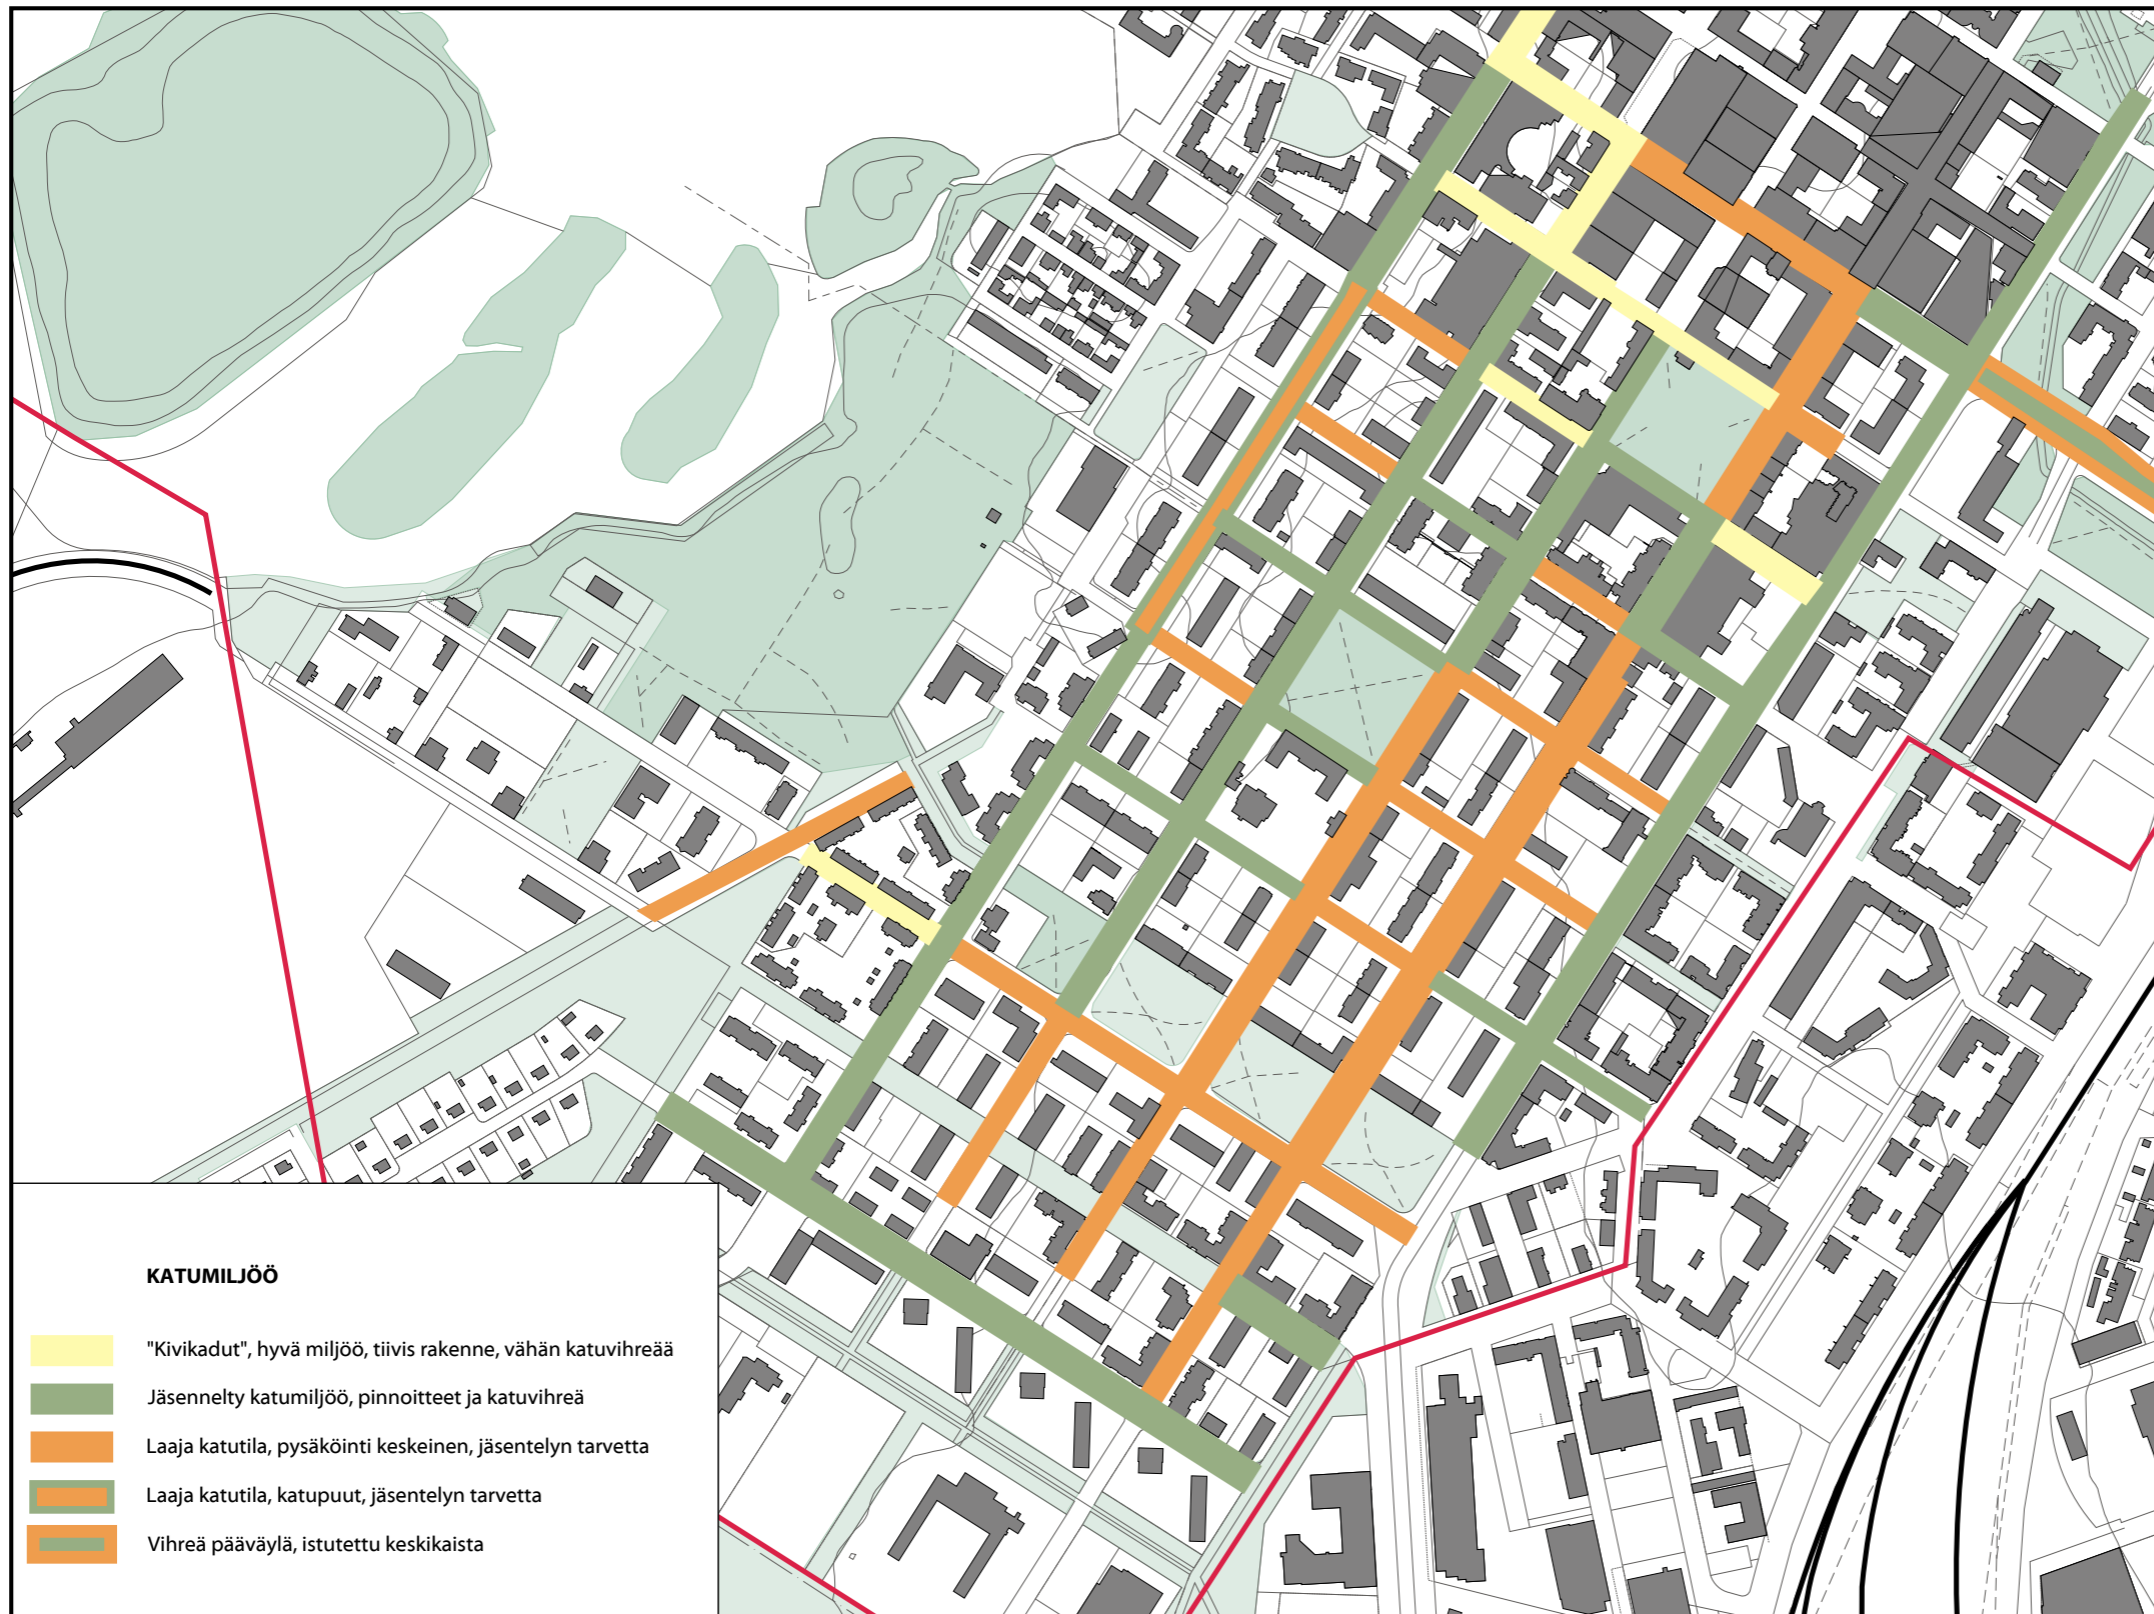 KATUMILJÖÖ
"Kivikadut", hyvä miljöö, tiivis rakenne, vähän katuvihreää
Jäsennelty katumiljöö, pinnoitteet ja katuvihreä
Laaja katutila, pysäköinti keskeinen, jäsentelyn tarvetta
Laaja katutila, katupuut, jäsentelyn tarvetta
Vihreä pääväylä, istutettu keskikaista